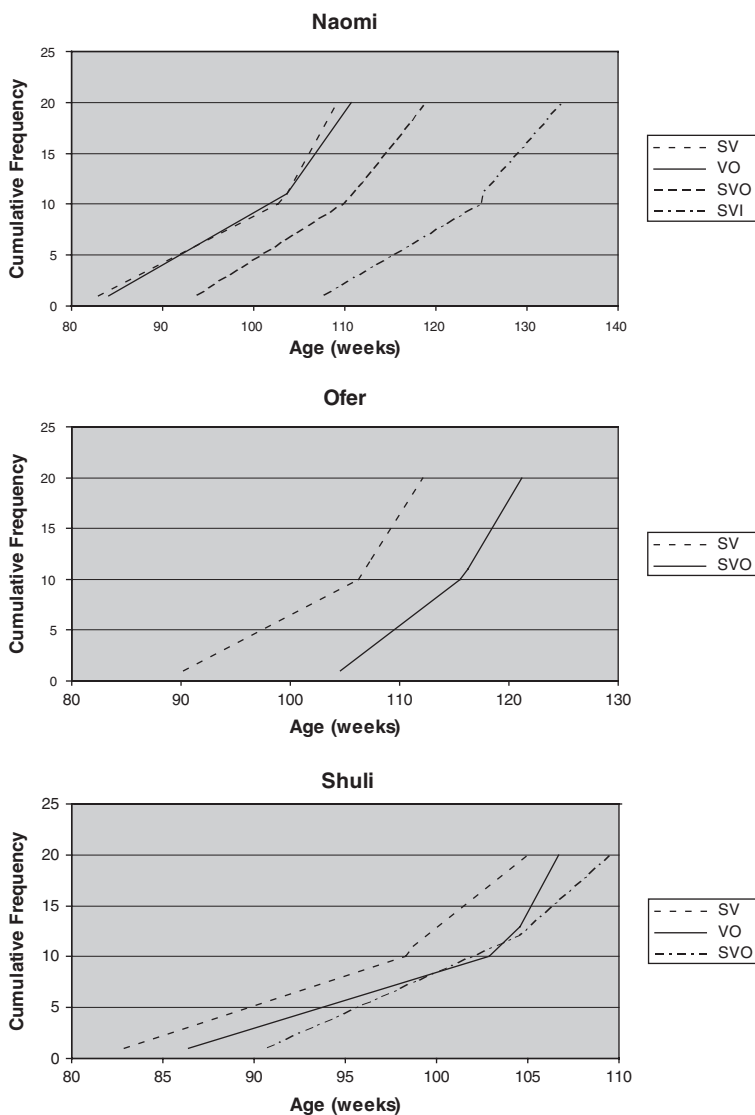 Naomi
25
20
15
10
5
0
Cumulative Frequency
80 90 100 110 120 130 140
Age (weeks)
SV
VO
SVO
SVI
Ofer
25
20
15
10
5
0
Cumulative Frequency
80 90 100 110 120 130
Age (weeks)
SV
SVO
Shuli
25
20
15
10
5
0
Cumulative Frequency
80 85 90 95 100 105 110
Age (weeks)
SV
VO
SVO